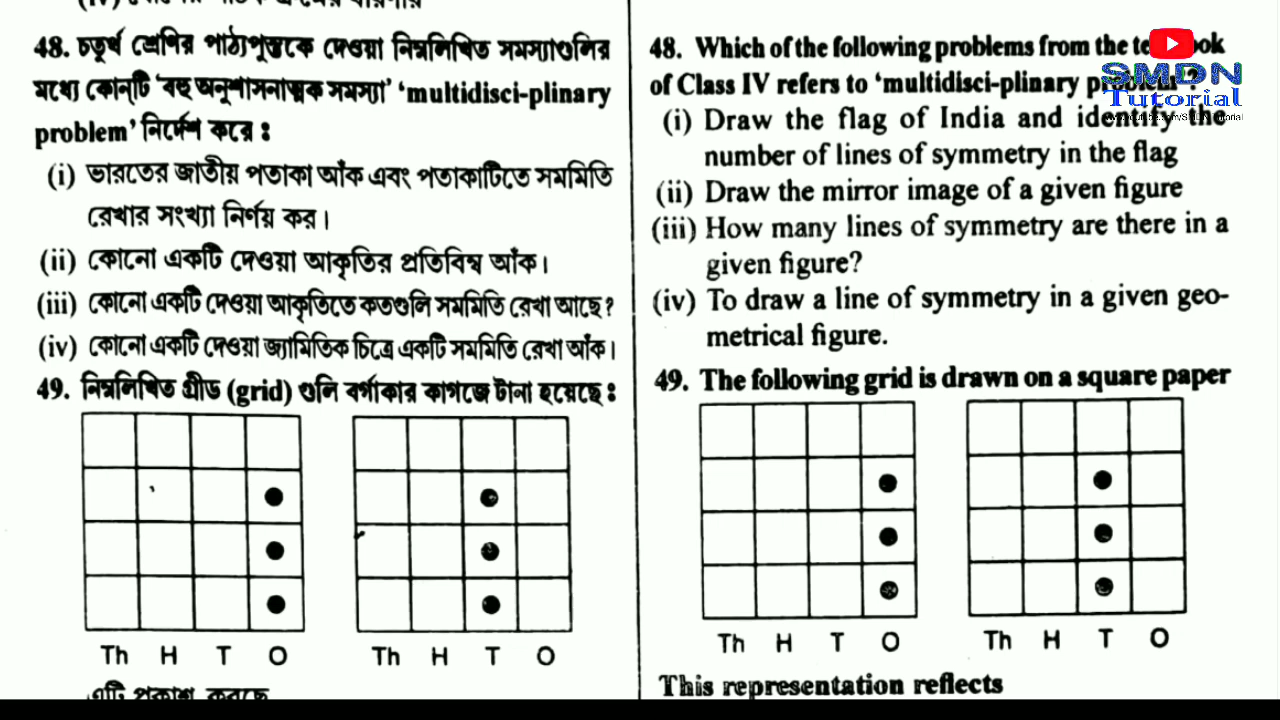 48. চতুর্থ শ্রেণির পাঠ্যপুস্তকে দেওয়া নিম্নলিখিত সমস্যাগুলির
মধ্যে কোন্‌টি ‘বহু অনুশাসনাত্মক সমস্যা’ ‘multidisci-plinary
problem’ নির্দেশ করে :
(i) ভারতের জাতীয় পতাকা আঁক এবং পতাকাটিতে সমমিতি
রেখার সংখ্যা নির্ণয় কর।
(ii) কোনো একটি দেওয়া আকৃতির প্রতিবিম্ব আঁক।
(iii) কোনো একটি দেওয়া আকৃতিতে কতগুলি সমমিতি রেখা আছে?
(iv) কোনো একটি দেওয়া জ্যামিতিক চিত্রে একটি সমমিতি রেখা আঁক।
49. নিম্নলিখিত গ্রীড (grid) গুলি বর্গাকার কাগজে টানা হয়েছে :
Th H T O
Th H T O
এটি প্রকাশ করছে
48. Which of the following problems from the
of Class IV refers to ‘multidisci-plinary problem’?
(i) Draw the flag of India and identify the
number of lines of symmetry in the flag
(ii) Draw the mirror image of a given figure
(iii) How many lines of symmetry are there in a
given figure?
(iv) To draw a line of symmetry in a given geo-
metrical figure.
49. The following grid is drawn on a square paper
Th H T O
Th H T O
This representation reflects
SMDN
Tutorial